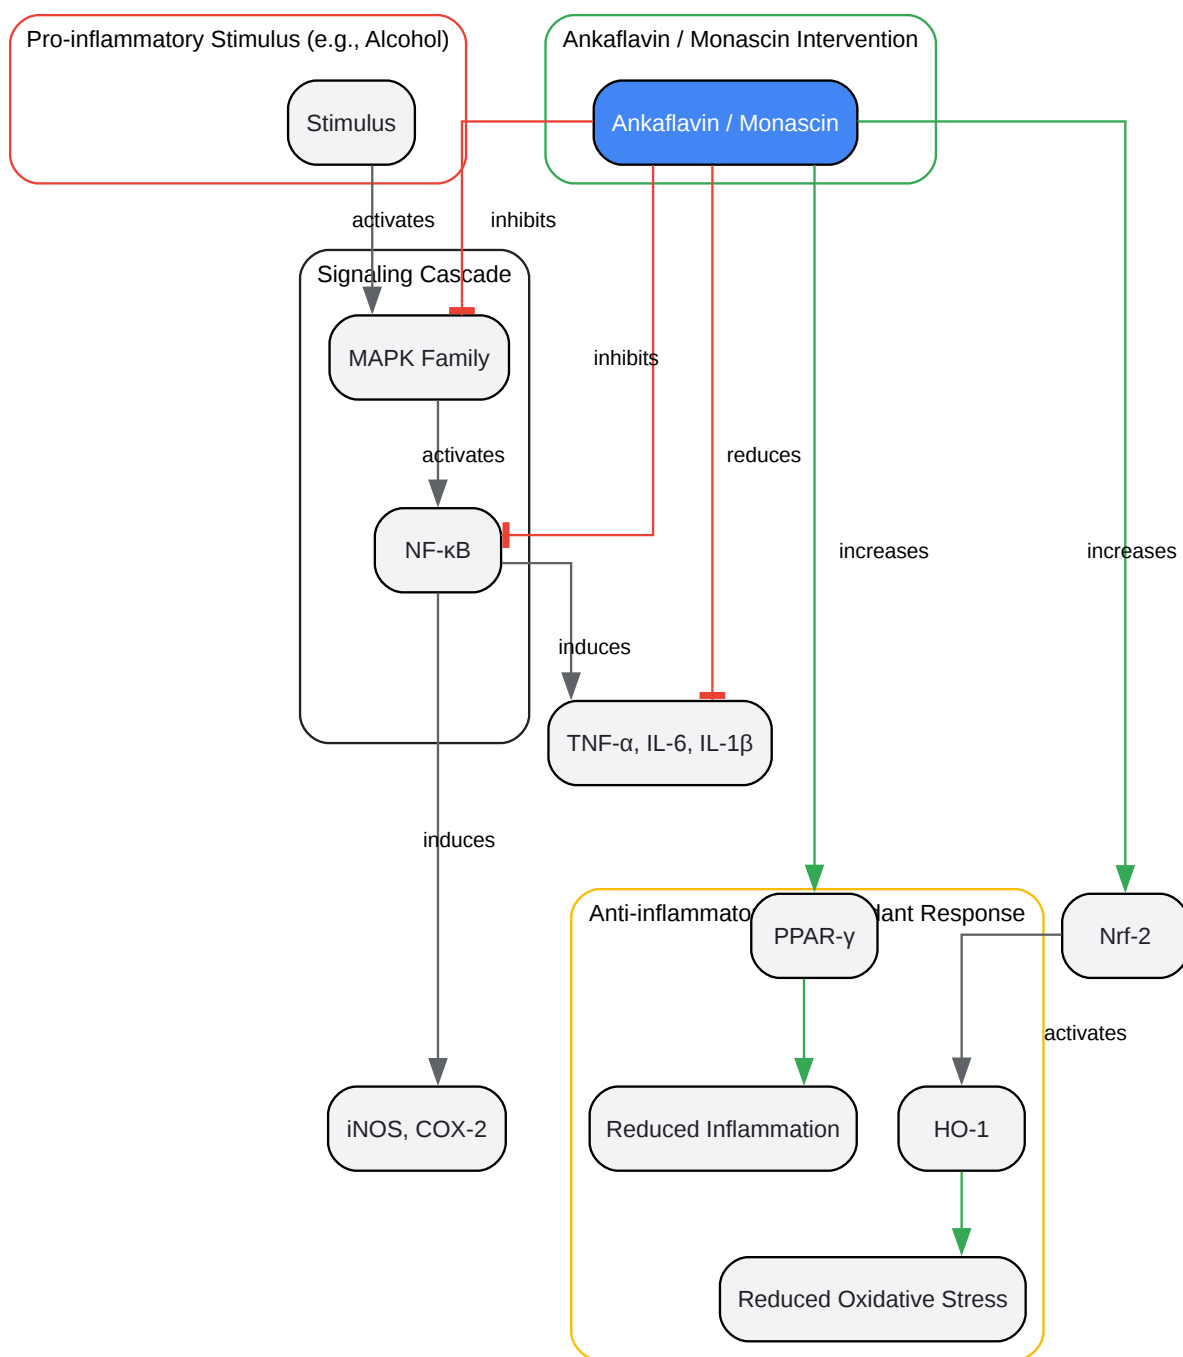 Pro-inflammatory Stimulus (e.g., Alcohol)
Ankaflavin / Monascin Intervention
Stimulus
Ankaflavin / Monascin
activates
inhibits
Signaling Cascade
MAPK Family
inhibits
activates
reduces
NF-κB
increases
increases
induces
TNF-α, IL-6, IL-1β
induces
Anti-inflammato
dant Response
PPAR-γ
Nrf-2
activates
iNOS, COX-2
Reduced Inflammation
HO-1
Reduced Oxidative Stress